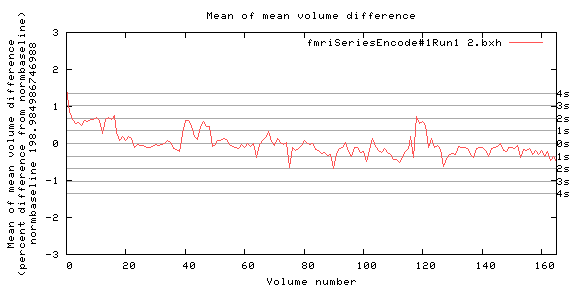 Mean of mean volume difference
fmriSeriesEncode#1Run1 2.bxh
Mean of mean volume difference
(percent difference from normbaseline)
normbaseline 198.984986746988
3
2
1
0
-1
-2
-3
4s
3s
2s
1s
0s
1s
2s
3s
4s
0 20 40 60 80 100 120 140 160
Volume number